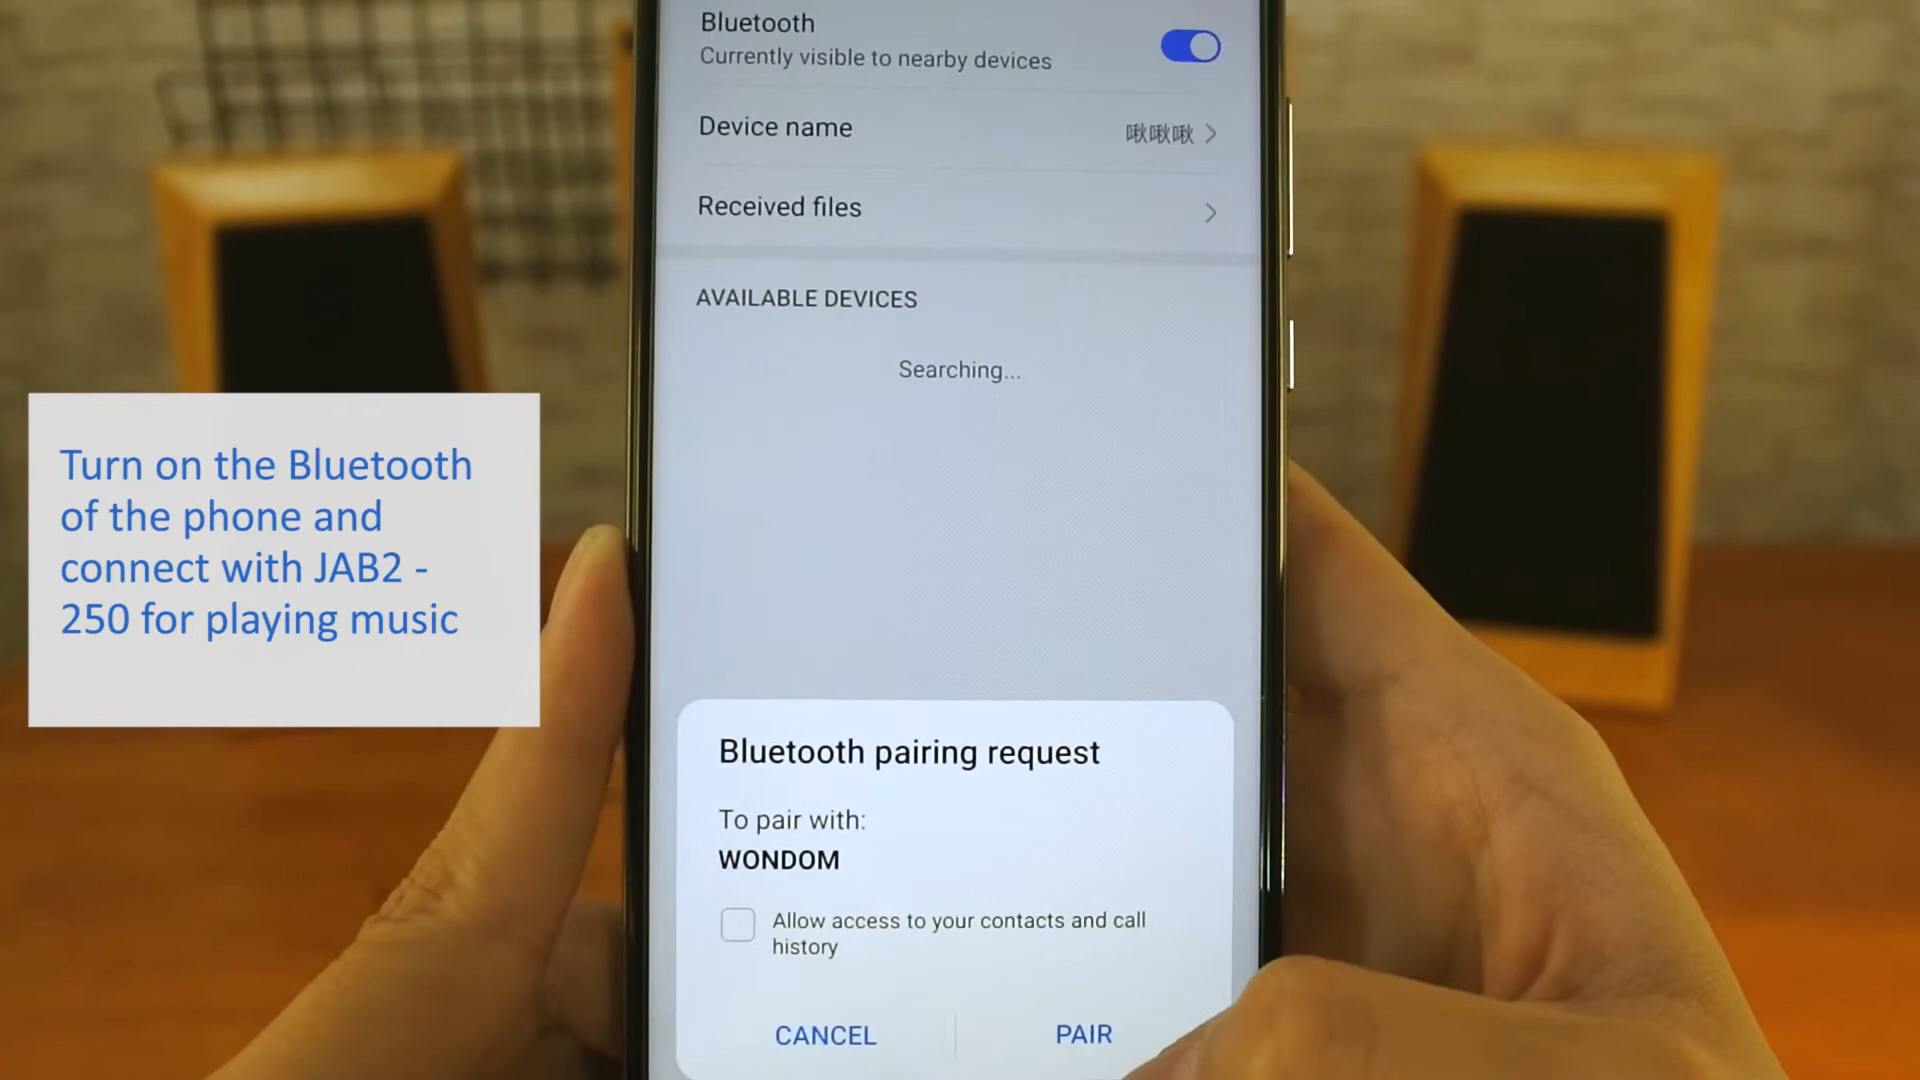 Bluetooth
Currently visible to nearby devices
Device name
啾啾啾
Received files
AVAILABLE DEVICES
Searching...
Turn on the Bluetooth
of the phone and
connect with JAB2 -
250 for playing music
Bluetooth pairing request
To pair with:
WONDOM
Allow access to your contacts and call
history
CANCEL
PAIR